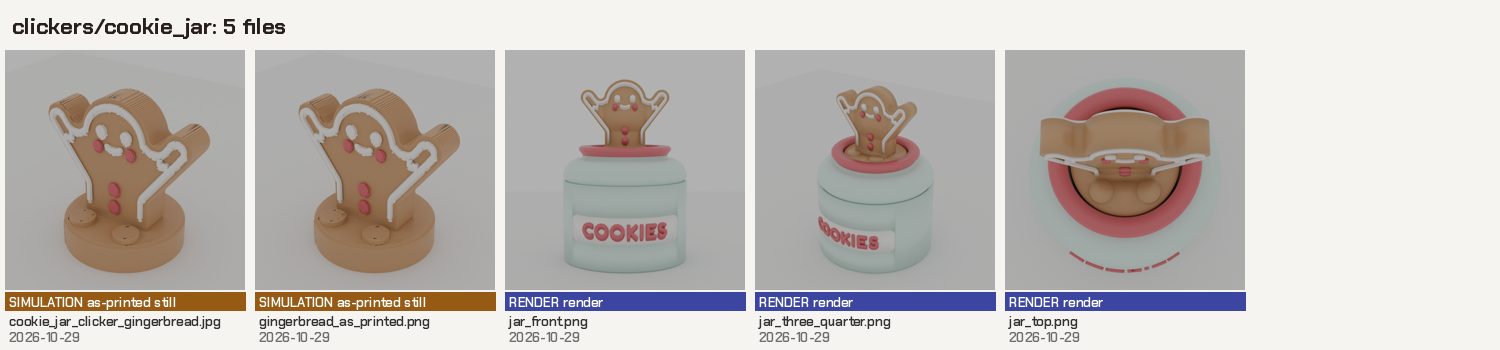 clickers/cookie_jar: 5 files
COOKIES
COOKIES
SIMULATION as-printed still
SIMULATION as-printed still
RENDER render
RENDER render
RENDER render
cookie_jar_clicker_gingerbread.jpg
gingerbread_as_printed.png
jar_front.png
jar_three_quarter.png
jar_top.png
2026-10-29
2026-10-29
2026-10-29
2026-10-29
2026-10-29